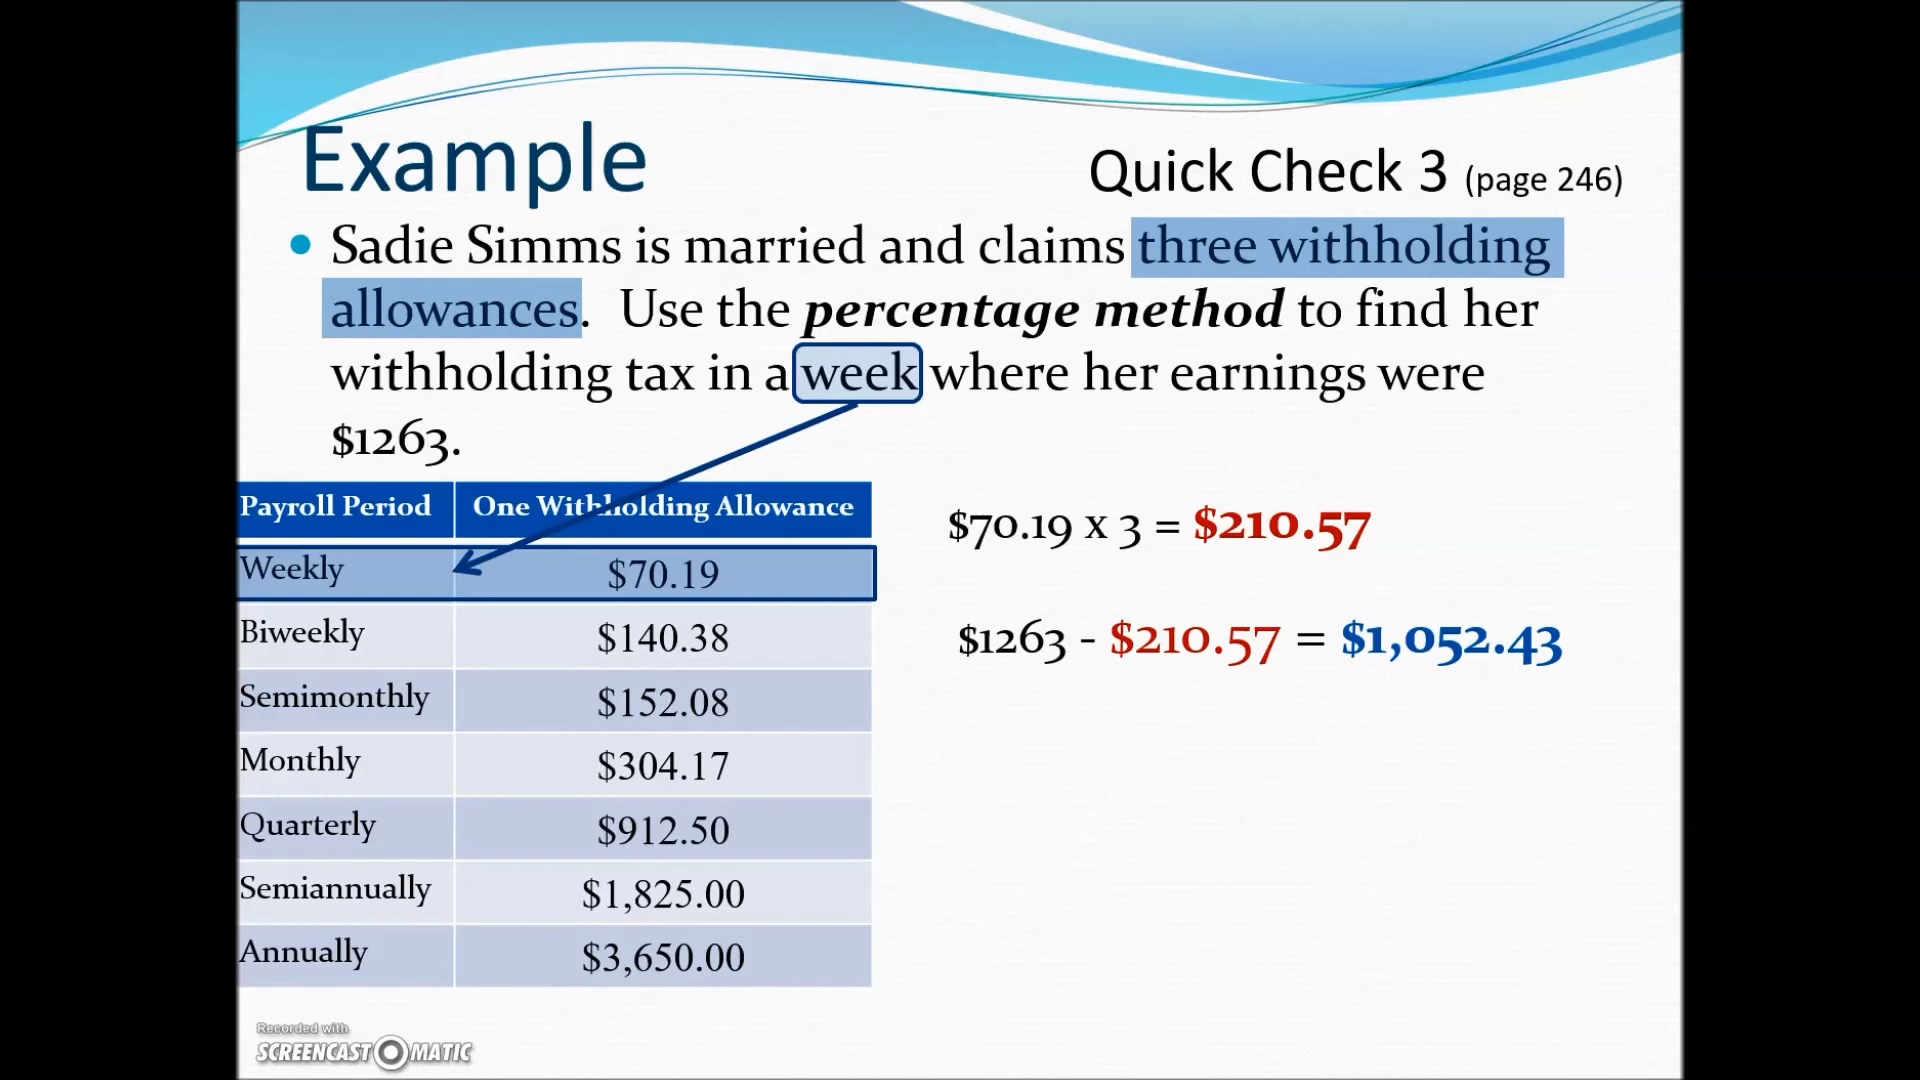 Example
Quick Check 3 (page 246)
Sadie Simms is married and claims three withholding
allowances. Use the percentage method to find her
withholding tax in a week where her earnings were
$1263.
Payroll Period One Withholding Allowance
Weekly $70.19
Biweekly $140.38
Semimonthly $152.08
Monthly $304.17
Quarterly $912.50
Semiannually $1,825.00
Annually $3,650.00
$70.19 x 3 = $210.57
$1263 - $210.57 = $1,052.43
Recorded with
SCREENCAST MATIC